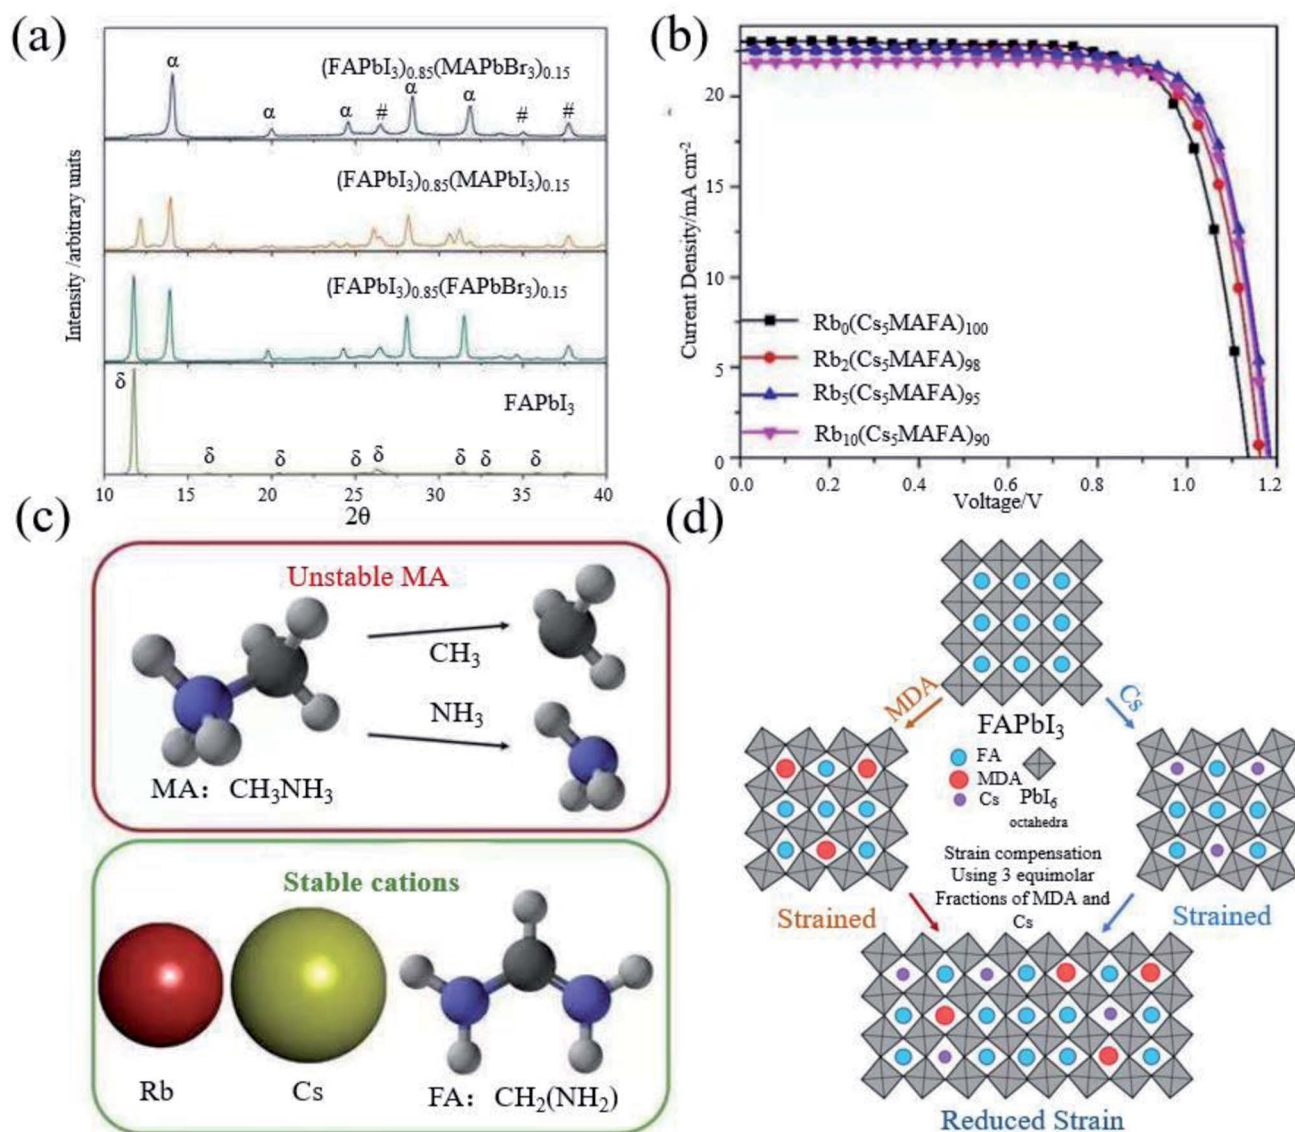 (a)
α
(FAPbI₃)₀.₈₅(MAPbBr₃)₀.₁₅
α α # α α # #
(FAPbI₃)₀.₈₅(MAPbI₃)₀.₁₅
(FAPbI₃)₀.₈₅(FAPbBr₃)₀.₁₅
δ
FAPbI₃
δ δ δ δ δ δ δ
Intensity /arbitrary units
10 15 20 25 30 35 40
2θ
(b)
20
15
10
5
0
Current Density/mA cm⁻²
Rb₀(Cs₅MAFA)₁₀₀
Rb₂(Cs₅MAFA)₉₈
Rb₅(Cs₅MAFA)₉₅
Rb₁₀(Cs₅MAFA)₉₀
0.0 0.2 0.4 0.6 0.8 1.0 1.2
Voltage/V
(c)
Unstable MA
CH₃
NH₃
MA: CH₃NH₃
Stable cations
Rb
Cs
FA: CH₂(NH₂)
(d)
MDA
Cs
FAPbI₃
FA
MDA
Cs
PbI₆
octahedra
Strain compensation
Using 3 equimolar
Fractions of MDA and
Cs
Strained
Strained
Reduced Strain